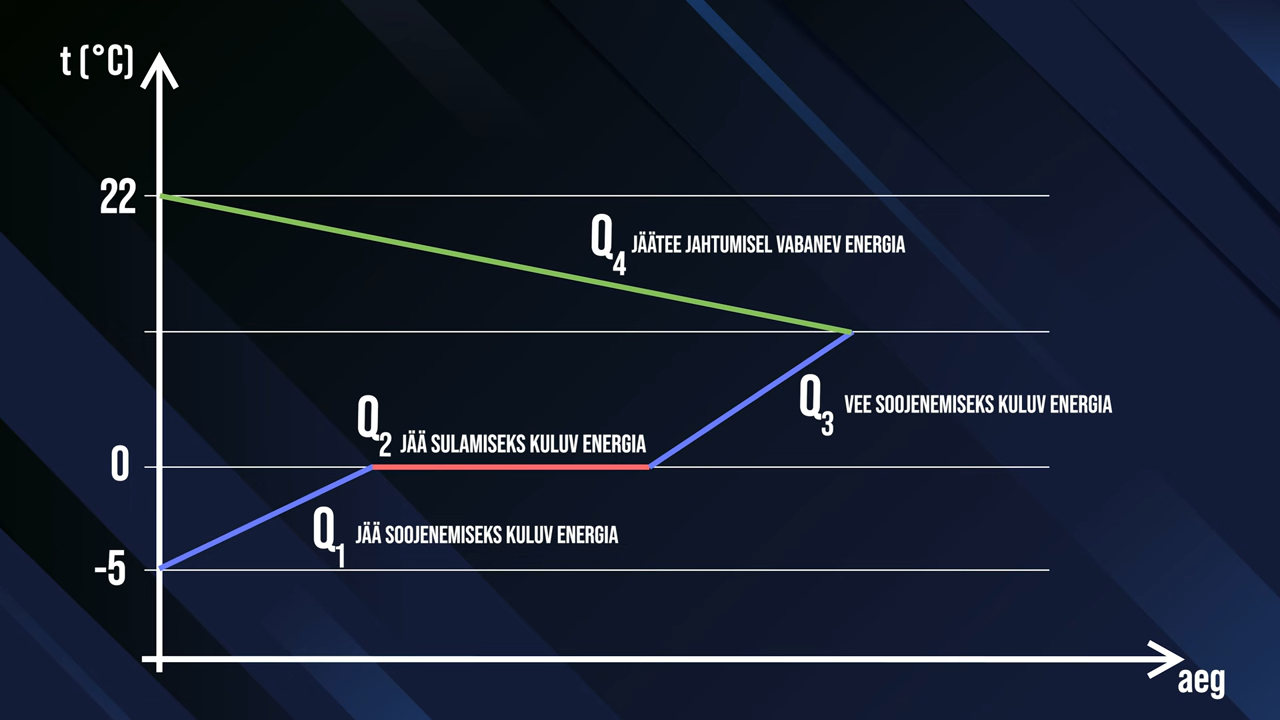 t (°C)
22
Q4 JÄÄTEE JAHTUMISEL VABANEV ENERGIA
Q3 VEE SOOJENEMISEKS KULUV ENERGIA
Q2 JÄÄ SULAMISEKS KULUV ENERGIA
0
Q1 JÄÄ SOOJENEMISEKS KULUV ENERGIA
-5
aeg